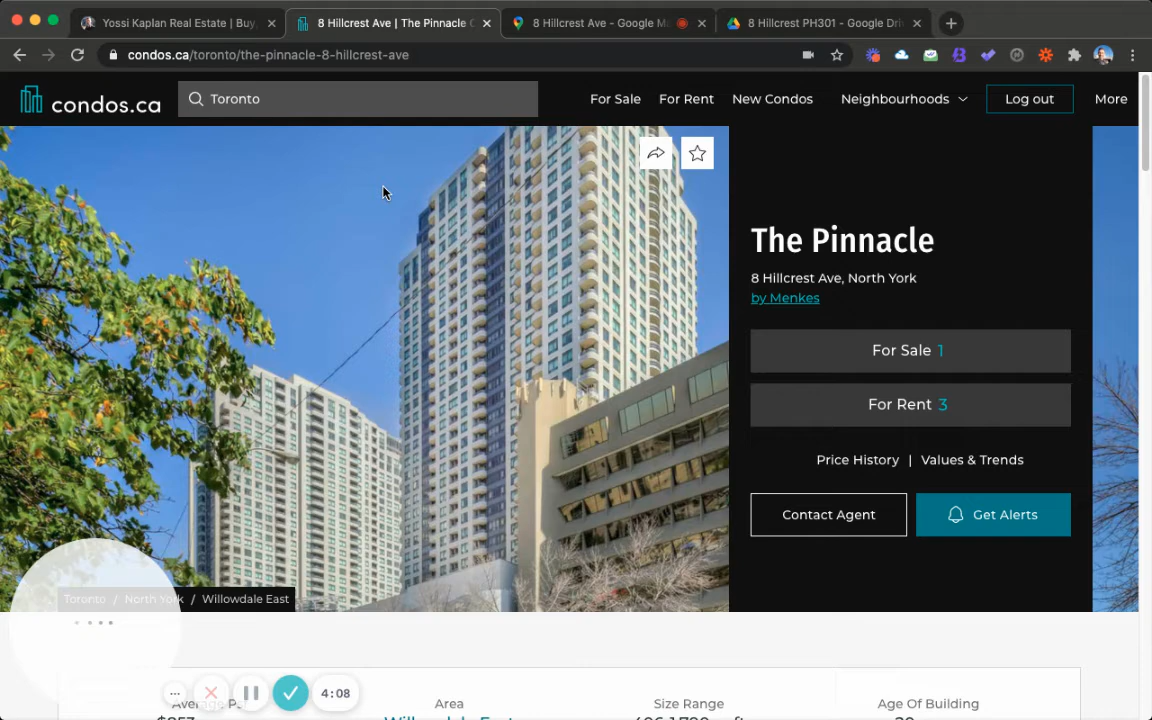 Yossi Kaplan Real Estate | Buy,
8 Hillcrest Ave | The Pinnacle C
8 Hillcrest Ave - Google M
8 Hillcrest PH301 - Google Dri
condos.ca/toronto/the-pinnacle-8-hillcrest-ave
condos.ca
Toronto
For Sale
For Rent
New Condos
Neighbourhoods
Log out
More
The Pinnacle
8 Hillcrest Ave, North York
by Menkes
For Sale 1
For Rent 3
Price History | Values & Trends
Contact Agent
Get Alerts
Toronto / North York / Willowdale East
4:08
Area
Size Range
Age Of Building
Willowdale East